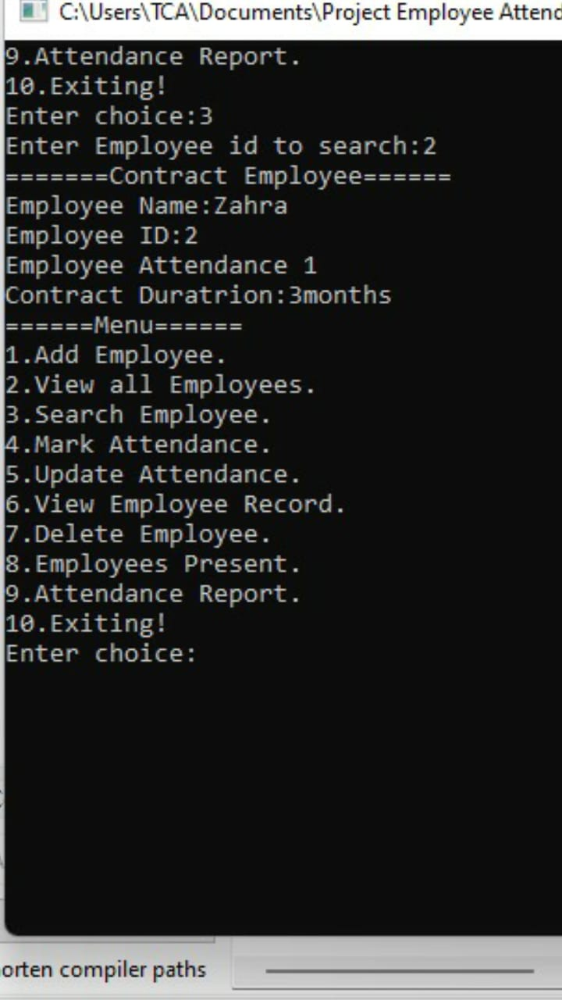 C:\Users\TCA\Documents\Project Employee Attend
9.Attendance Report.
10.Exiting!
Enter choice:3
Enter Employee id to search:2
=======Contract Employee======
Employee Name:Zahra
Employee ID:2
Employee Attendance 1
Contract Duratrion:3months
======Menu======
1.Add Employee.
2.View all Employees.
3.Search Employee.
4.Mark Attendance.
5.Update Attendance.
6.View Employee Record.
7.Delete Employee.
8.Employees Present.
9.Attendance Report.
10.Exiting!
Enter choice:
orten compiler paths